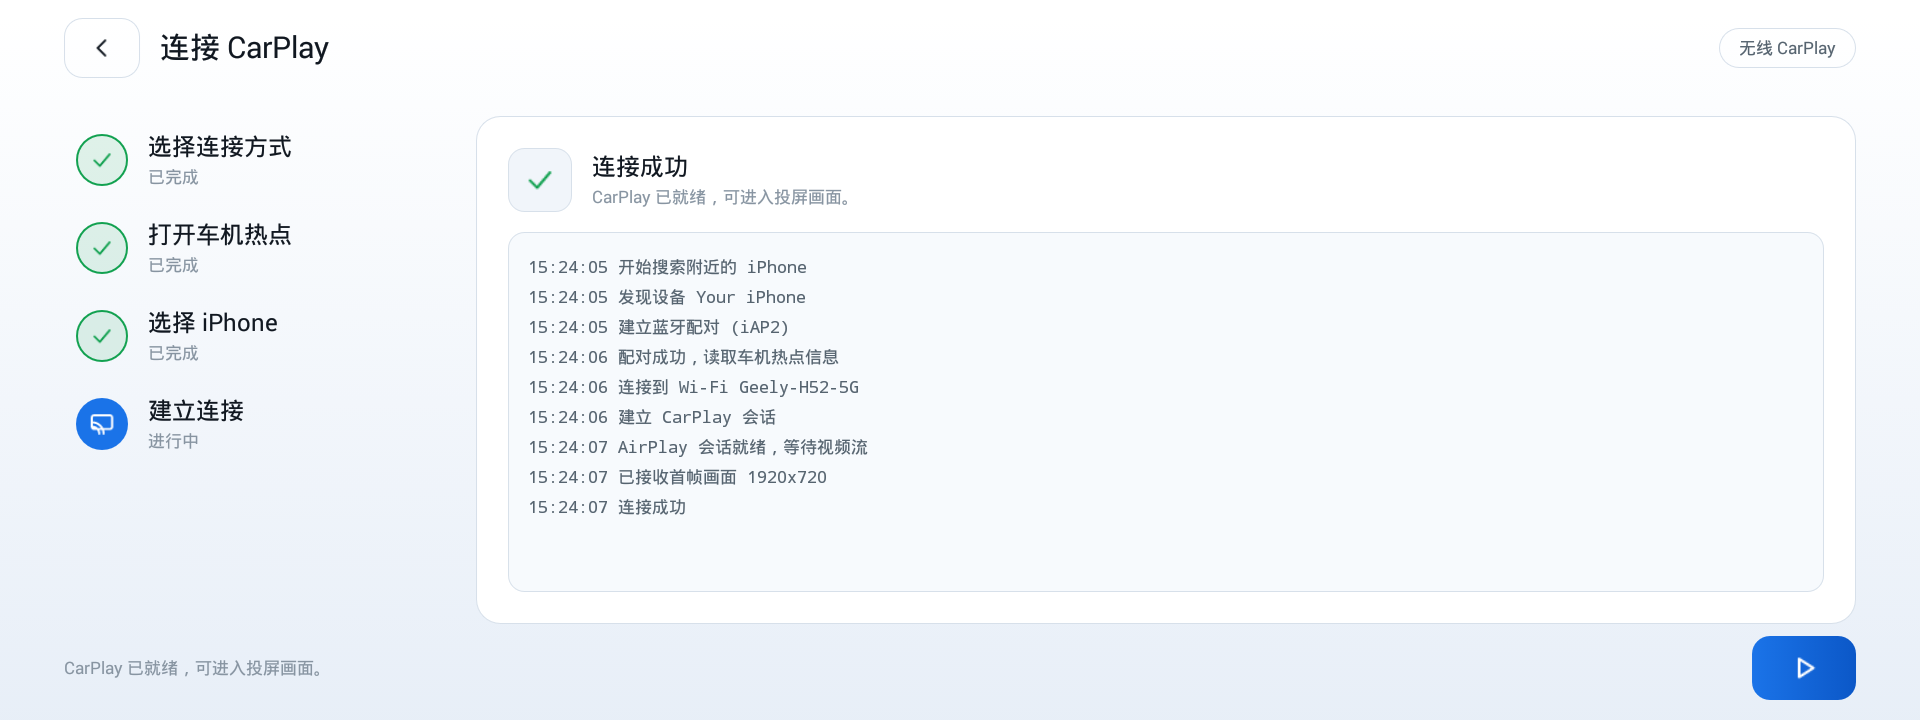 连接 CarPlay
无线 CarPlay
选择连接方式
已完成
打开车机热点
已完成
选择 iPhone
已完成
建立连接
进行中
连接成功
CarPlay 已就绪，可进入投屏画面。
15:24:05 开始搜索附近的 iPhone
15:24:05 发现设备 Your iPhone
15:24:05 建立蓝牙配对 (iAP2)
15:24:06 配对成功，读取车机热点信息
15:24:06 连接到 Wi-Fi Geely-H52-5G
15:24:06 建立 CarPlay 会话
15:24:07 AirPlay 会话就绪，等待视频流
15:24:07 已接收首帧画面 1920x720
15:24:07 连接成功
CarPlay 已就绪，可进入投屏画面。